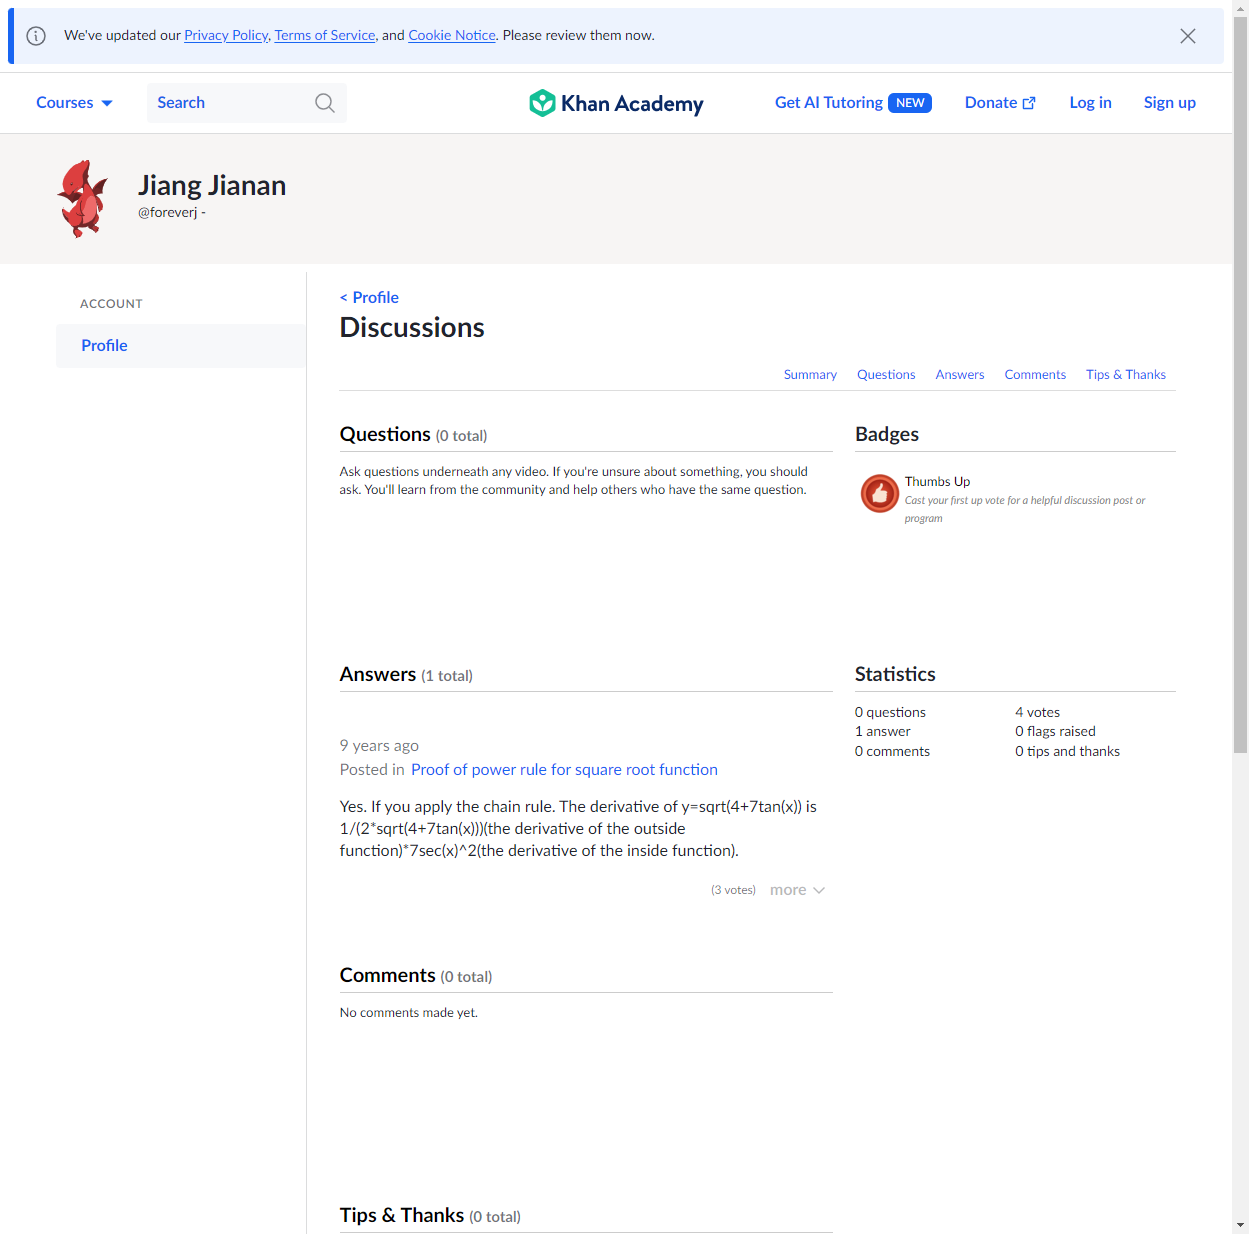 We've updated our Privacy Policy, Terms of Service, and Cookie Notice. Please review them now.
Courses
Search
Khan Academy
Get AI Tutoring NEW
Donate
Log in
Sign up
Jiang Jianan
@foreverj -
ACCOUNT
Profile
< Profile
Discussions
Summary
Questions
Answers
Comments
Tips & Thanks
Questions (0 total)
Ask questions underneath any video. If you're unsure about something, you should
ask. You'll learn from the community and help others who have the same question.
Badges
Thumbs Up
Cast your first up vote for a helpful discussion post or
program
Answers (1 total)
9 years ago
Posted in Proof of power rule for square root function
Yes. If you apply the chain rule. The derivative of y=sqrt(4+7tan(x)) is
1/(2*sqrt(4+7tan(x)))(the derivative of the outside
function)*7sec(x)^2(the derivative of the inside function).
(3 votes)
more
Statistics
0 questions
1 answer
0 comments
4 votes
0 flags raised
0 tips and thanks
Comments (0 total)
No comments made yet.
Tips & Thanks (0 total)